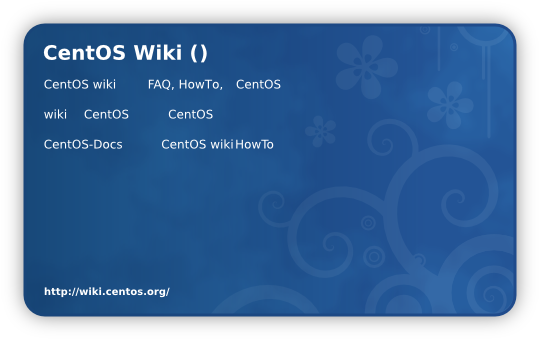 CentOS Wiki ()
CentOS wiki FAQ, HowTo, CentOS
wiki CentOS CentOS
CentOS-Docs CentOS wiki HowTo
http://wiki.centos.org/